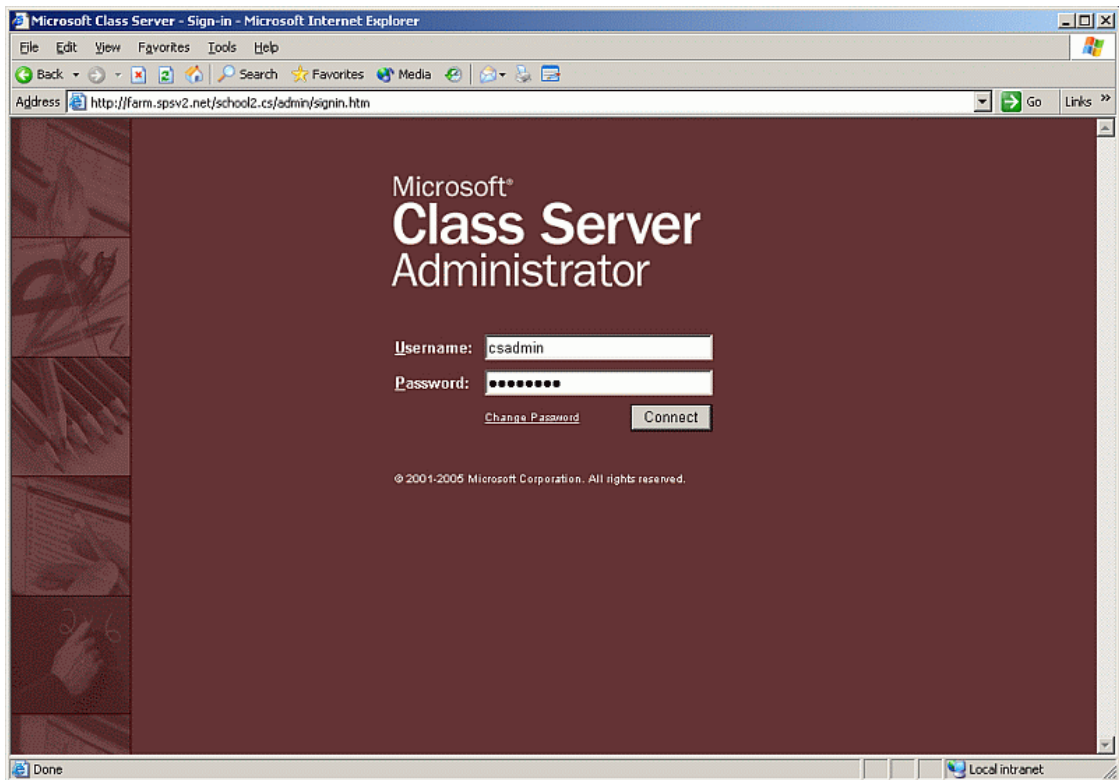 Microsoft Class Server - Sign-in - Microsoft Internet Explorer
File Edit View Favorites Tools Help
Back Search Favorites Media
Address http://farm.spsv2.net/school2.cs/admin/signin.htm Go Links »
Microsoft®
Class Server
Administrator
Username: csadmin
Password: ••••••••
Change Password Connect
© 2001-2005 Microsoft Corporation. All rights reserved.
Done Local intranet